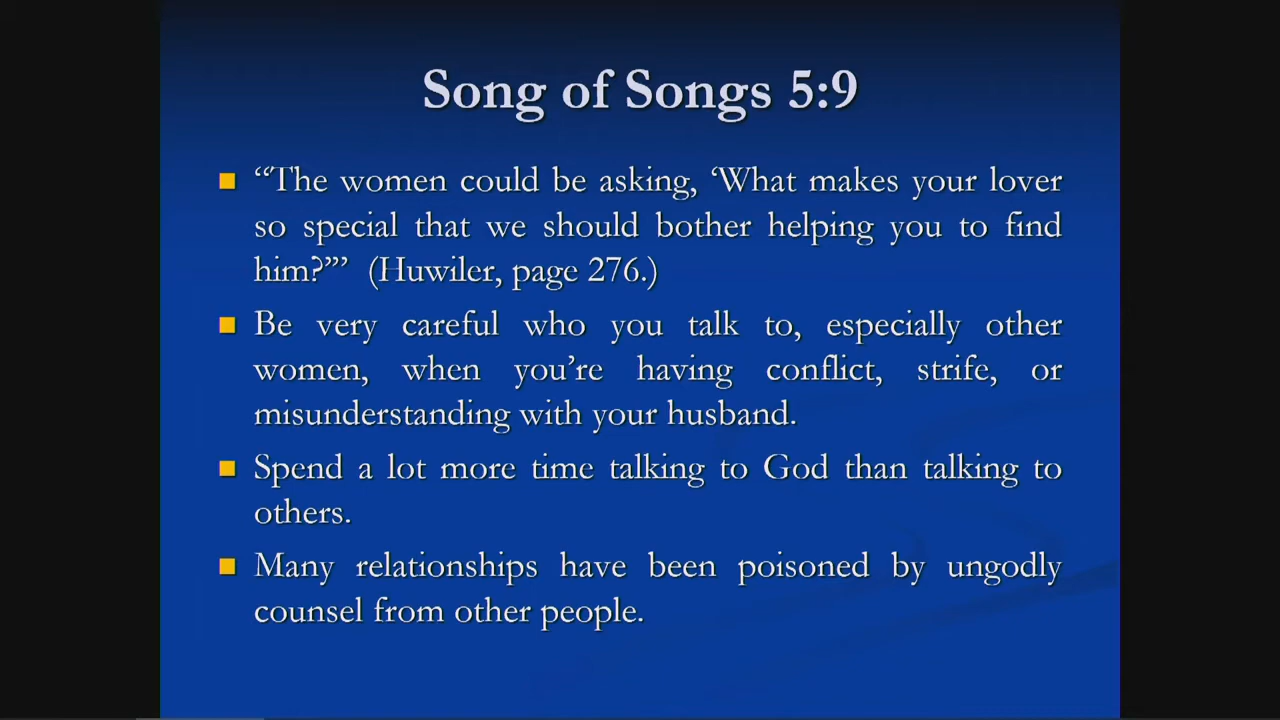 Song of Songs 5:9
“The women could be asking, ‘What makes your lover
so special that we should bother helping you to find
him?’” (Huwiler, page 276.)
Be very careful who you talk to, especially other
women, when you’re having conflict, strife, or
misunderstanding with your husband.
Spend a lot more time talking to God than talking to
others.
Many relationships have been poisoned by ungodly
counsel from other people.